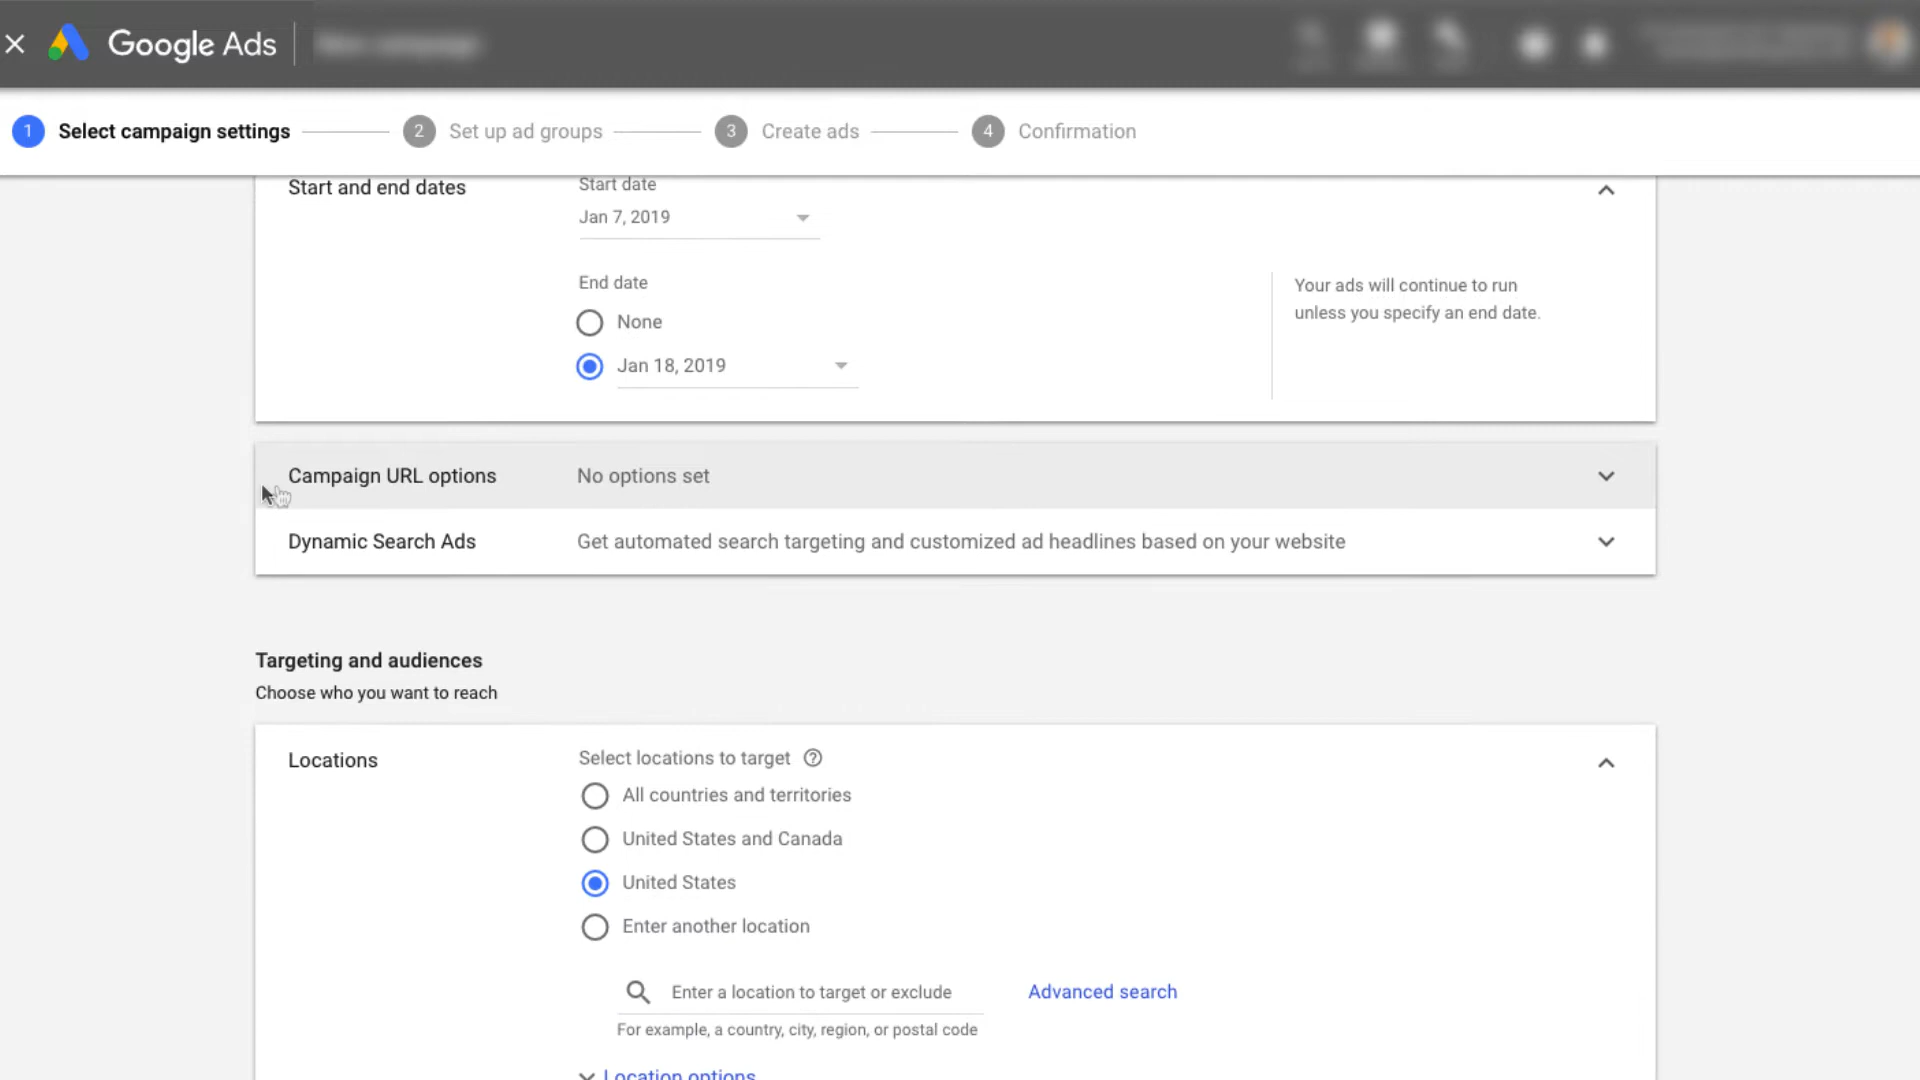 Google Ads
1 Select campaign settings 2 Set up ad groups 3 Create ads 4 Confirmation
Start and end dates
Start date
Jan 7, 2019
End date
None
Jan 18, 2019
Your ads will continue to run
unless you specify an end date.
Campaign URL options No options set
Dynamic Search Ads Get automated search targeting and customized ad headlines based on your website
Targeting and audiences
Choose who you want to reach
Locations
Select locations to target
All countries and territories
United States and Canada
United States
Enter another location
Enter a location to target or exclude Advanced search
For example, a country, city, region, or postal code
Location options